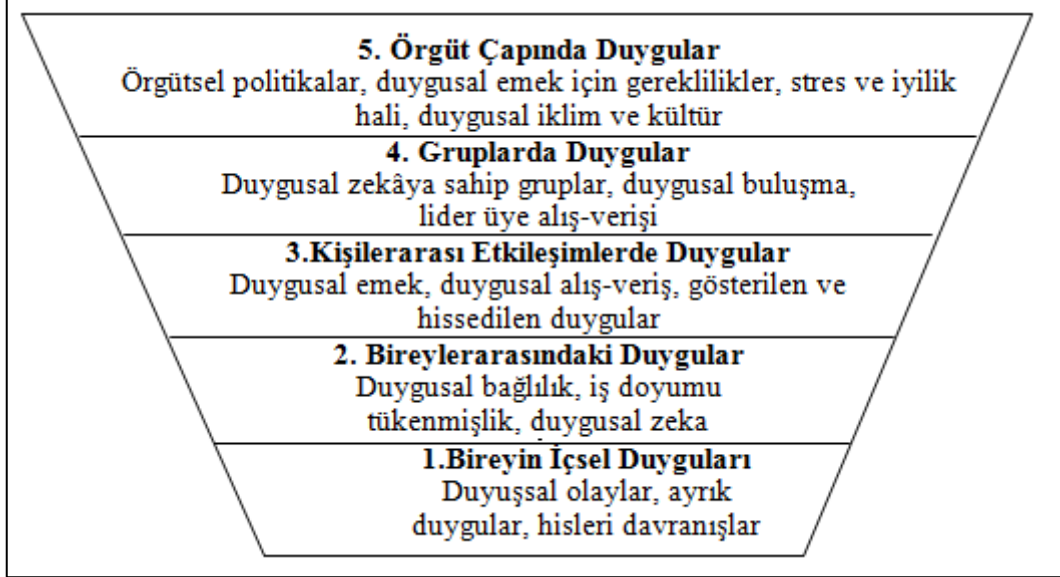 5. Örgüt Çapında Duygular
Örgütsel politikalar, duygusal emek için gereklilikler, stres ve iyilik
hali, duygusal iklim ve kültür
4. Gruplarda Duygular
Duygusal zekâya sahip gruplar, duygusal buluşma,
lider üye alış-verişi
3.Kişilerarası Etkileşimlerde Duygular
Duygusal emek, duygusal alış-veriş, gösterilen ve
hissedilen duygular
2. Bireylerarasındaki Duygular
Duygusal bağlılık, iş doyumu
tükenmişlik, duygusal zeka
1.Bireyin İçsel Duyguları
Duyuşsal olaylar, ayrık
duygular, hisleri davranışlar